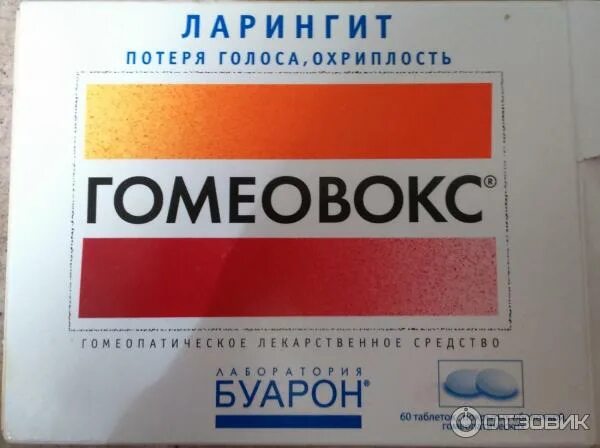 ЛАРИНГИТ
ПОТЕРЯ ГОЛОСА, ОХРИПЛОСТЬ
ГОМЕОВОКС®
ГОМЕОПАТИЧЕСКОЕ ЛЕКАРСТВЕННОЕ СРЕДСТВО
ЛАБОРАТОРИЯ
БУАРОН®
60 таблеток
ОТЗОВИК